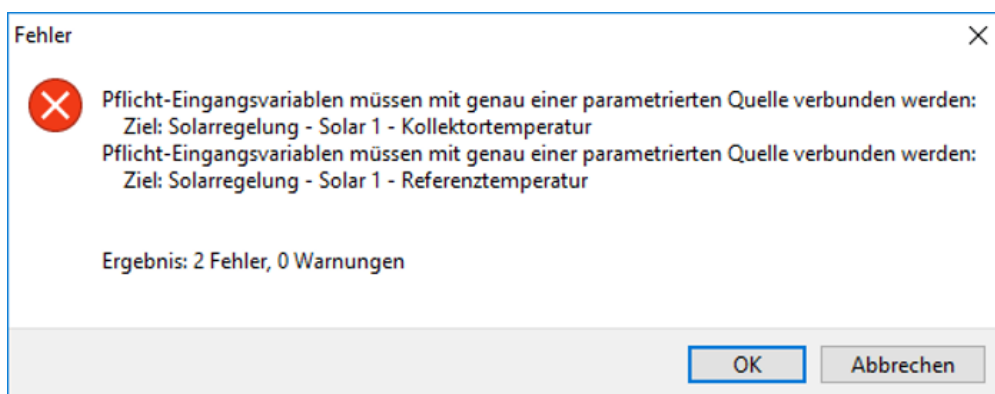 Fehler
Pflicht-Eingangsvariablen müssen mit genau einer parametrierten Quelle verbunden werden:
Ziel: Solarregelung - Solar 1 - Kollektortemperatur
Pflicht-Eingangsvariablen müssen mit genau einer parametrierten Quelle verbunden werden:
Ziel: Solarregelung - Solar 1 - Referenztemperatur
Ergebnis: 2 Fehler, 0 Warnungen
OK
Abbrechen